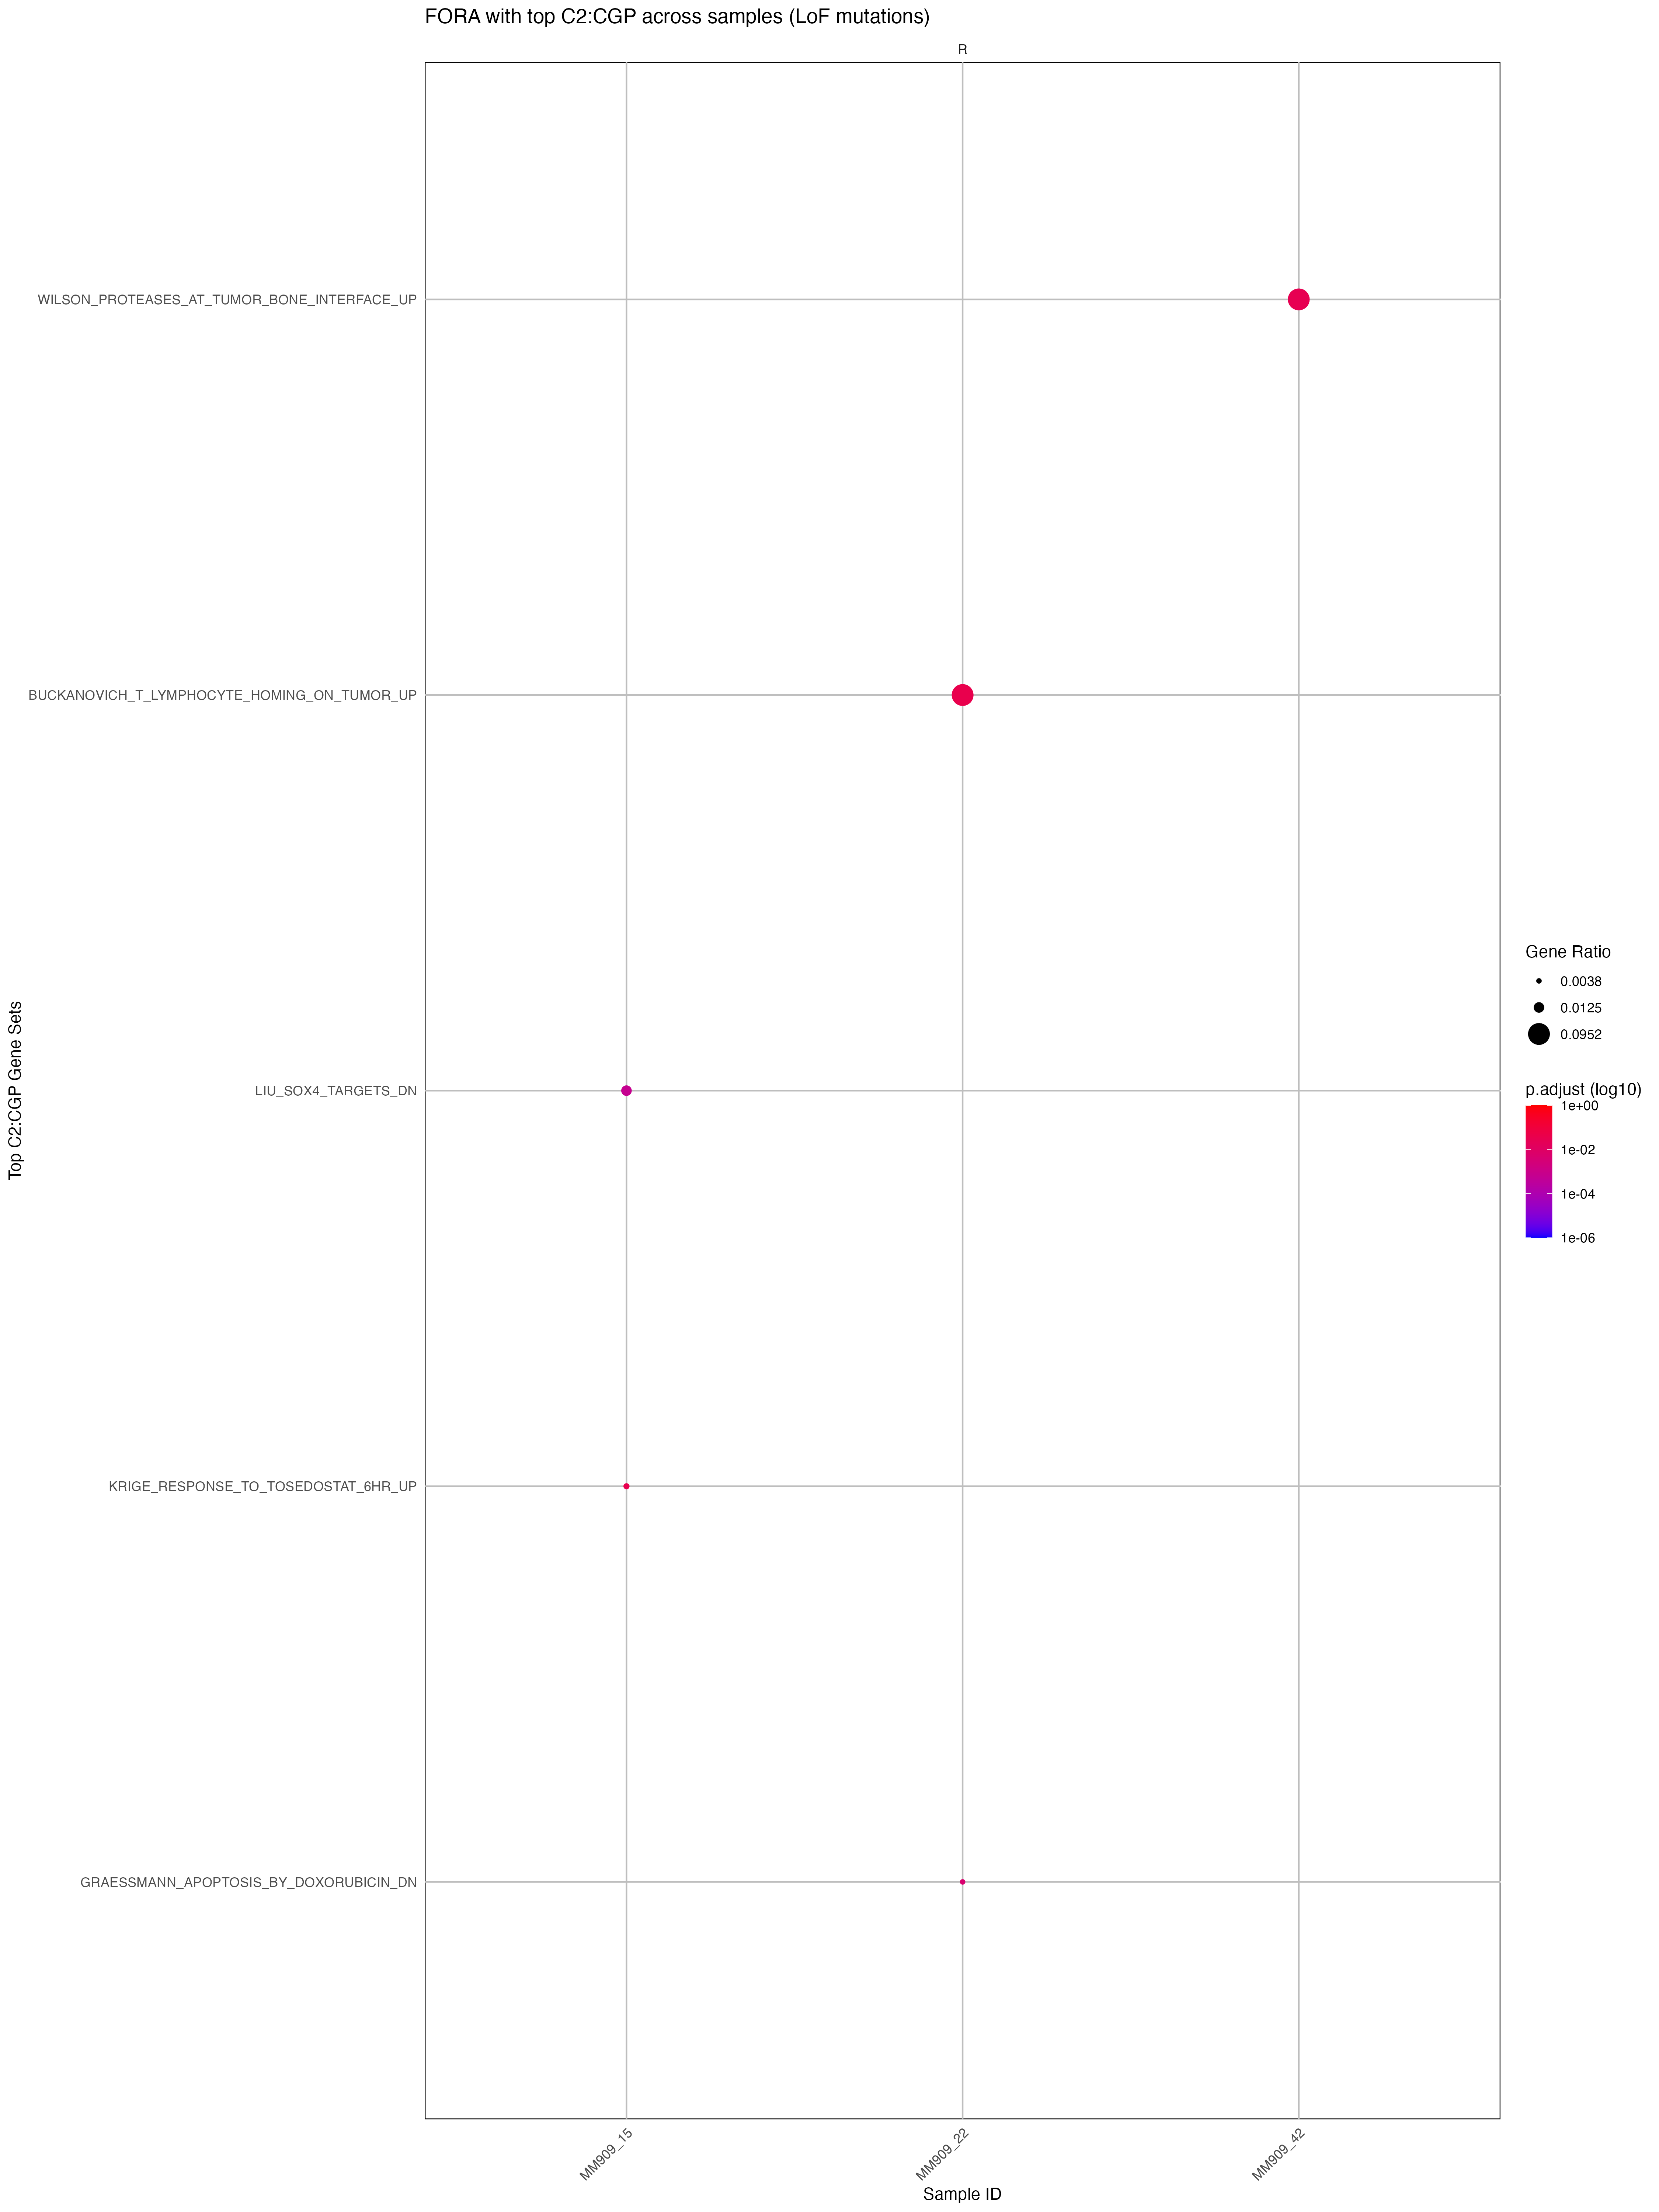 FORA with top C2:CGP across samples (LoF mutations)
R
WILSON_PROTEASES_AT_TUMOR_BONE_INTERFACE_UP
BUCKANOVICH_T_LYMPHOCYTE_HOMING_ON_TUMOR_UP
LIU_SOX4_TARGETS_DN
KRIGE_RESPONSE_TO_TOSEDOSTAT_6HR_UP
GRAESSMANN_APOPTOSIS_BY_DOXORUBICIN_DN
Top C2:CGP Gene Sets
MM909_15
MM909_22
MM909_42
Sample ID
Gene Ratio
0.0038
0.0125
0.0952
p.adjust (log10)
1e+00
1e-02
1e-04
1e-06